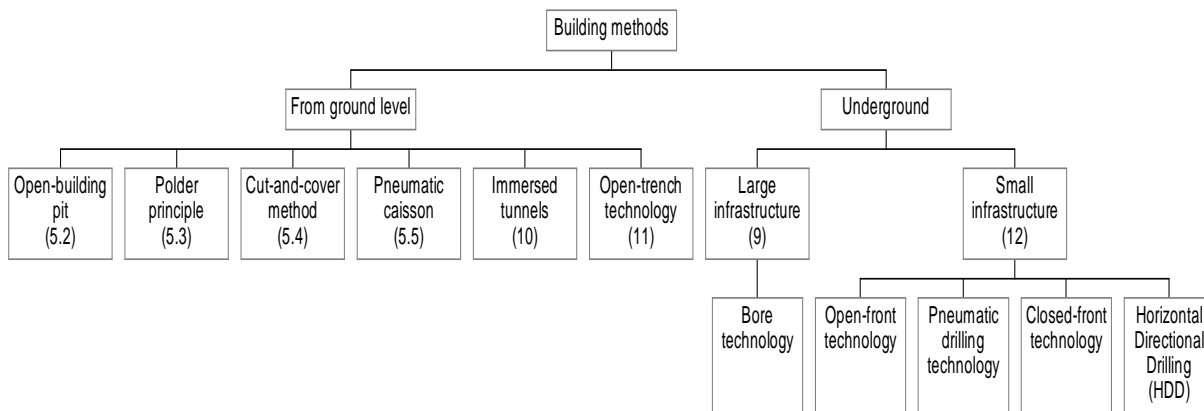 Building methods
From ground level
Underground
Open-building
pit
(5.2)
Polder
principle
(5.3)
Cut-and-cover
method
(5.4)
Pneumatic
caisson
(5.5)
Immersed
tunnels
(10)
Open-trench
technology
(11)
Large
infrastructure
(9)
Small
infrastructure
(12)
Bore
technology
Open-front
technology
Pneumatic
drilling
technology
Closed-front
technology
Horizontal
Directional
Drilling
(HDD)